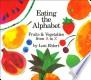 Eating
the
Alphabet
Fruits & Vegetables
from A to Z
by Lois Ehlert